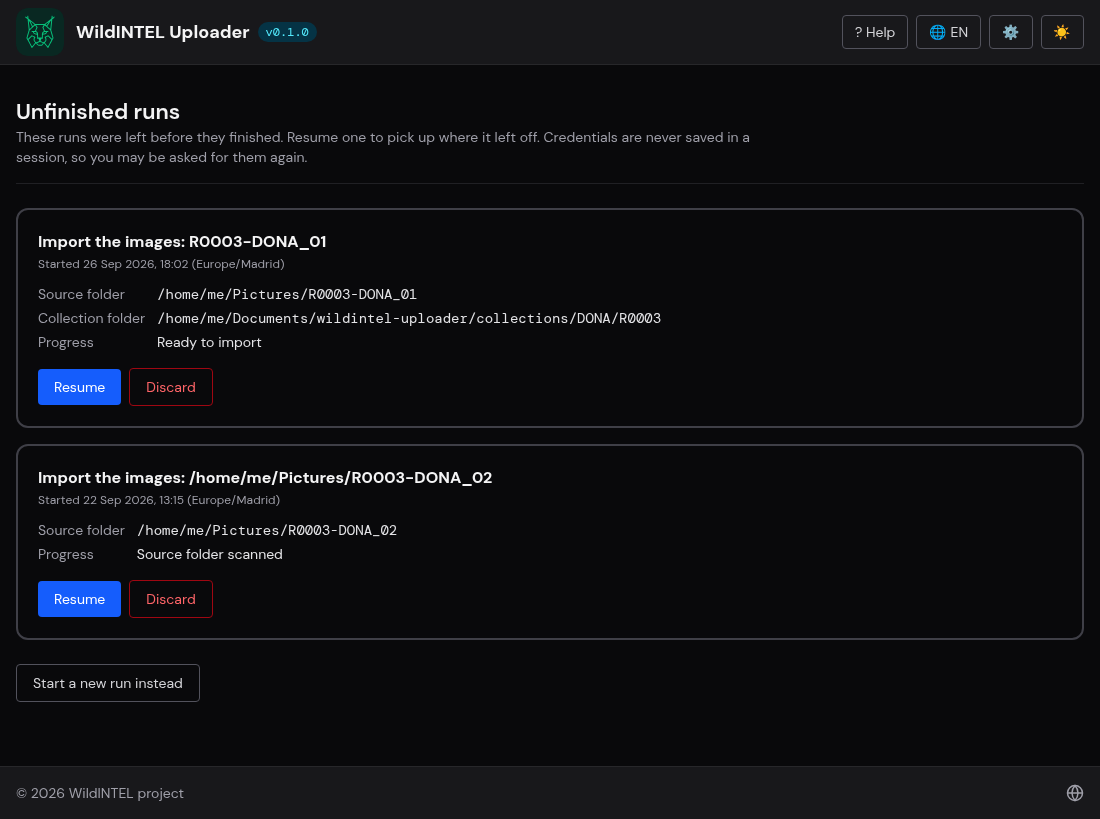 WildINTEL Uploader v0.1.0
? Help
EN
Unfinished runs
These runs were left before they finished. Resume one to pick up where it left off. Credentials are never saved in a
session, so you may be asked for them again.
Import the images: R0003-DONA_01
Started 26 Sep 2026, 18:02 (Europe/Madrid)
Source folder /home/me/Pictures/R0003-DONA_01
Collection folder /home/me/Documents/wildintel-uploader/collections/DONA/R0003
Progress Ready to import
Resume Discard
Import the images: /home/me/Pictures/R0003-DONA_02
Started 22 Sep 2026, 13:15 (Europe/Madrid)
Source folder /home/me/Pictures/R0003-DONA_02
Progress Source folder scanned
Resume Discard
Start a new run instead
© 2026 WildINTEL project